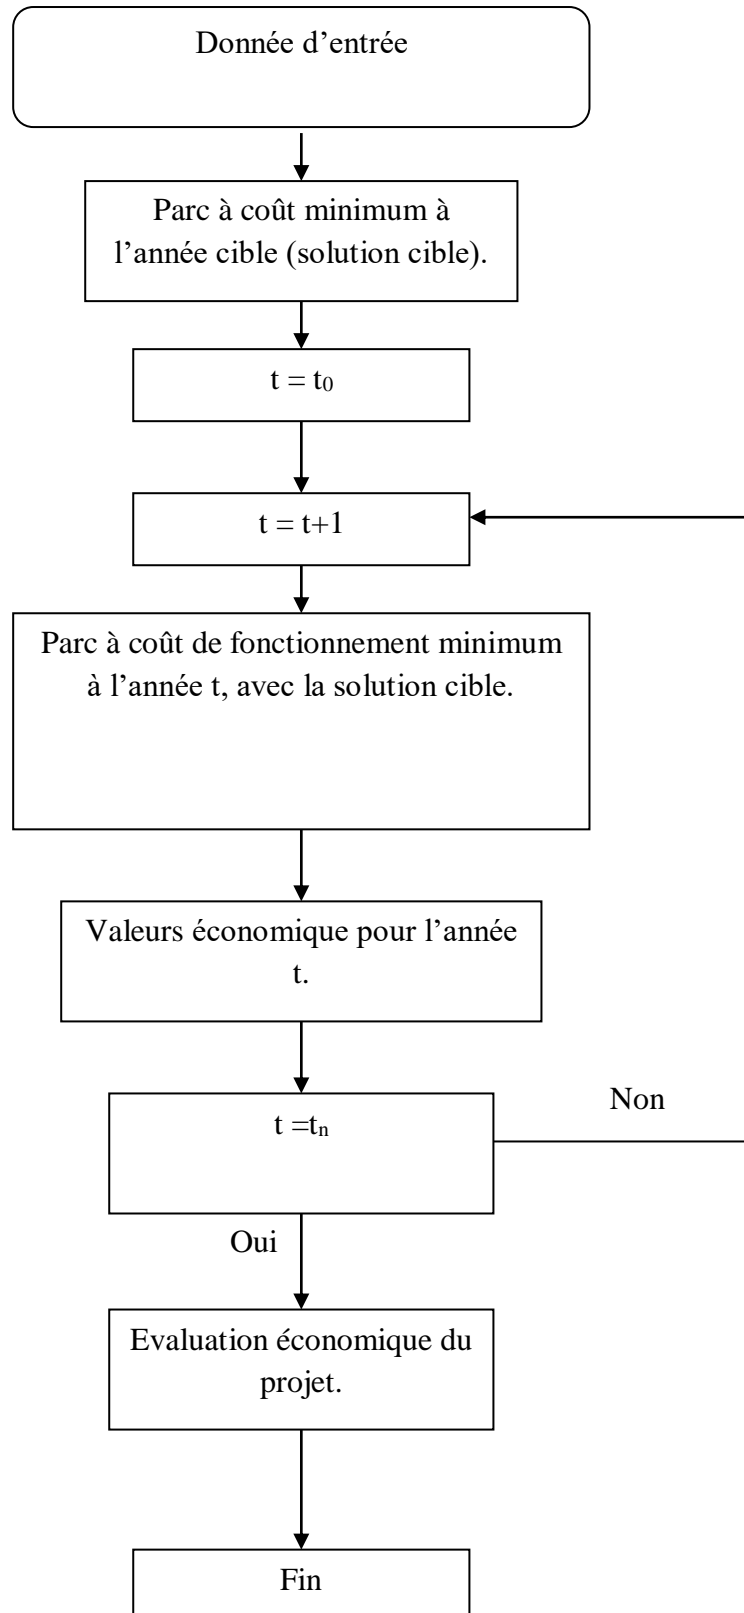 Donnée d’entrée
Parc à coût minimum à
l’année cible (solution cible).
t = t₀
t = t+1
Parc à coût de fonctionnement minimum
à l’année t, avec la solution cible.
Valeurs économique pour l’année
t.
t =tₙ
Non
Oui
Evaluation économique du
projet.
Fin